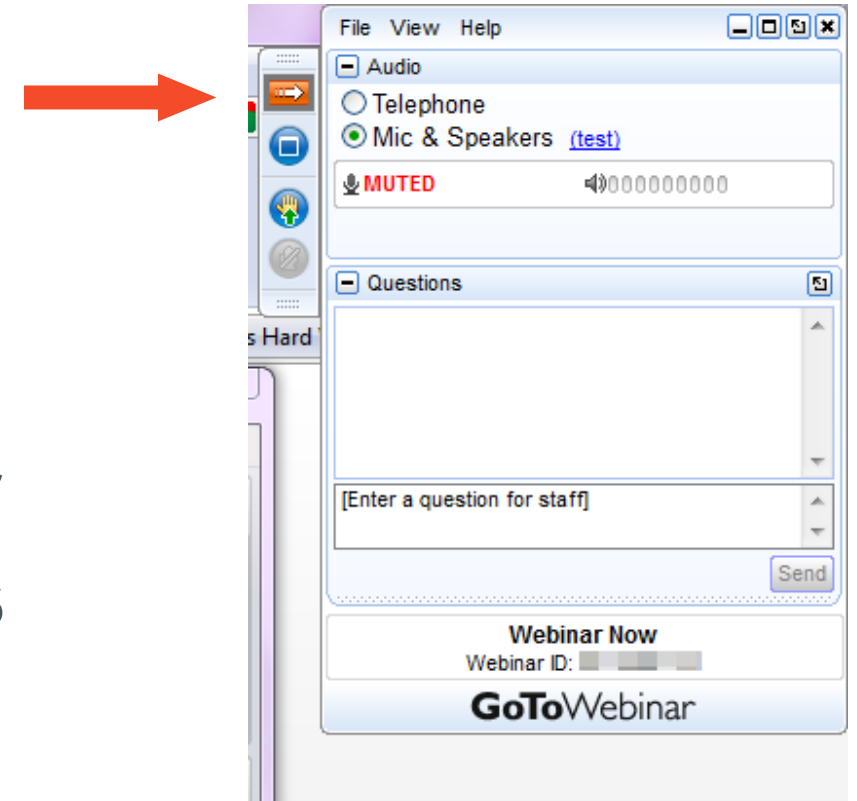 File View Help
Audio
Telephone
Mic & Speakers (test)
MUTED
000000000
Questions
s Hard
[Enter a question for staff]
Send
Webinar Now
Webinar ID:
GoToWebinar